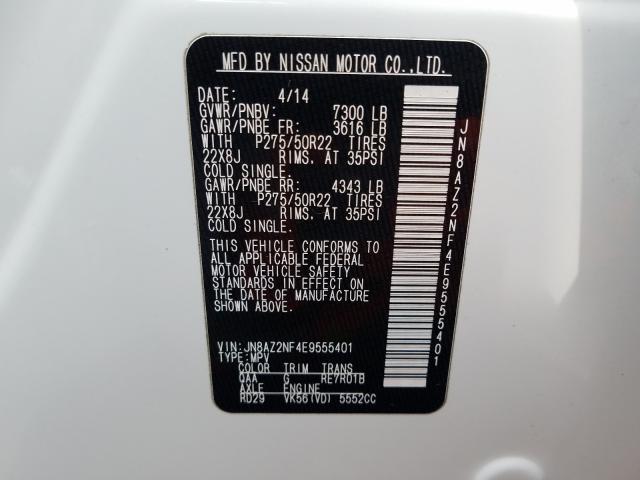 MFD BY NISSAN MOTOR CO.,LTD.
DATE: 4/14
GVWR/PNBV: 7300 LB
GAWR/PNBE FR: 3616 LB
WITH P275/50R22 TIRES
22X8J RIMS, AT 35PSI
COLD SINGLE.
GAWR/PNBE RR: 4343 LB
WITH P275/50R22 TIRES
22X8J RIMS, AT 35PSI
COLD SINGLE.
THIS VEHICLE CONFORMS TO
ALL APPLICABLE FEDERAL
MOTOR VEHICLE SAFETY
STANDARDS IN EFFECT ON
THE DATE OF MANUFACTURE
SHOWN ABOVE.
VIN: JN8AZ2NF4E9555401
TYPE: MPV
COLOR TRIM TRANS
QAA G RE7R01B
AXLE ENGINE
RD29 VK56(VD) 5552CC
JN8AZ2NF4E9555401